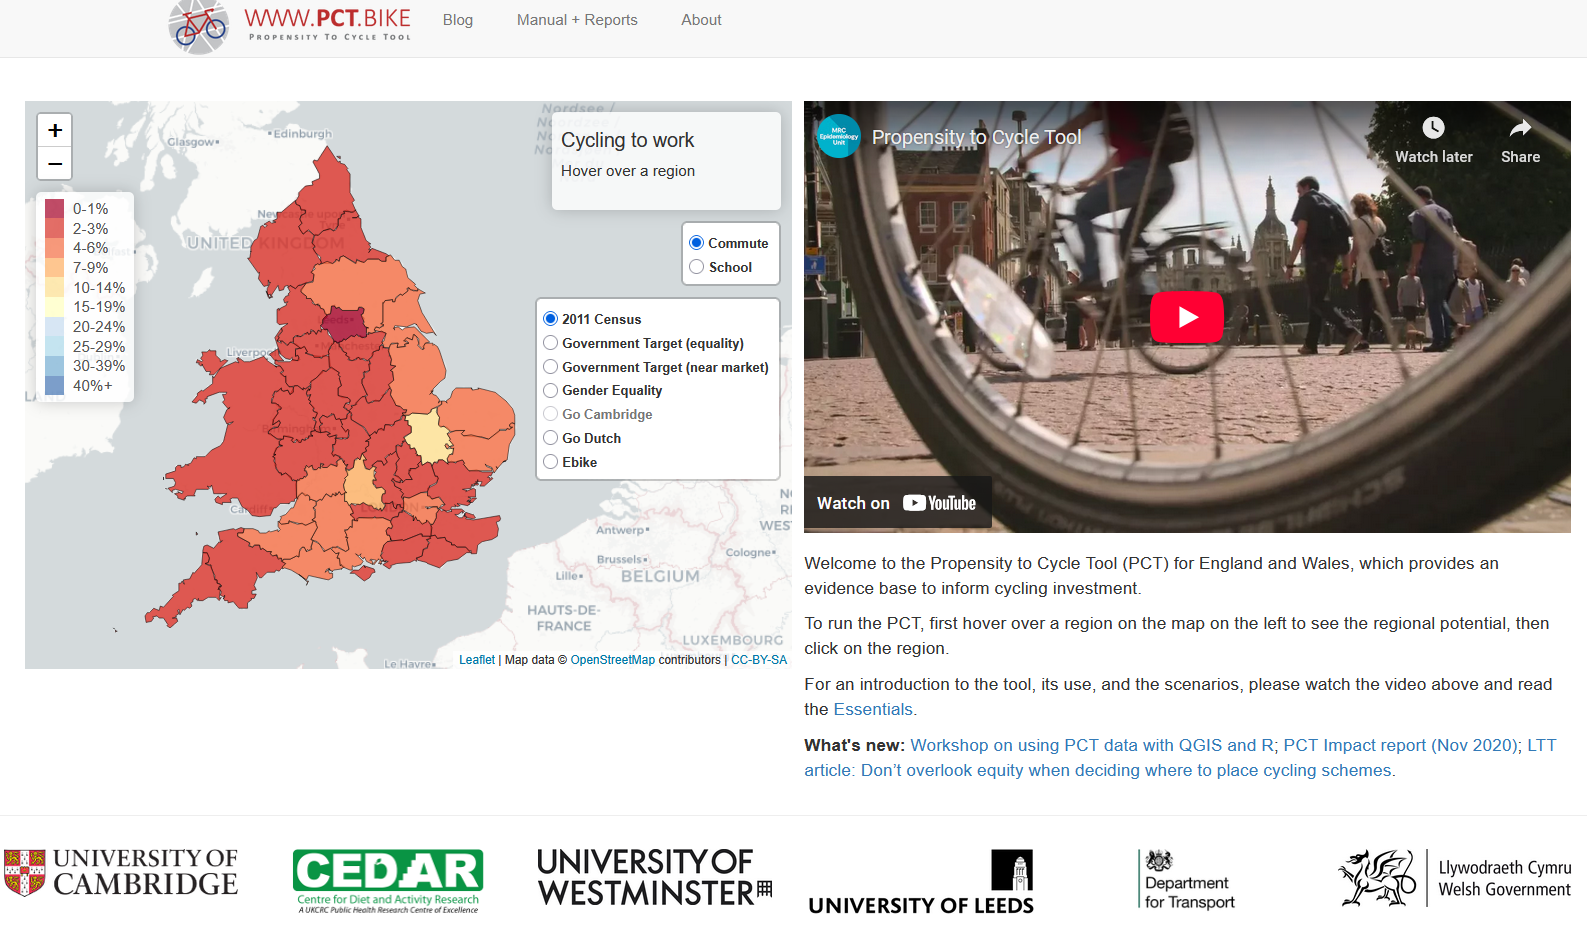 WWW.PCT.BIKE
PROPENSITY TO CYCLE TOOL
Blog
Manual + Reports
About
+
−
0-1%
2-3%
4-6%
7-9%
10-14%
15-19%
20-24%
25-29%
30-39%
40%+
Edinburgh
Glasgow
UNITED KINGDOM
Liverpool
Birmingham
Cardiff
Nordsee /
Antwerp
Brussels
Cologne
Lille
BELGIUM
HAUTS-DE-
FRANCE
LUXEMBOURG
Le Havre
Cycling to work
Hover over a region
Commute
School
2011 Census
Government Target (equality)
Government Target (near market)
Gender Equality
Go Cambridge
Go Dutch
Ebike
Leaflet | Map data © OpenStreetMap contributors | CC-BY-SA
MRC
Epidemiology
Unit
Propensity to Cycle Tool
Watch later
Share
Watch on YouTube
Welcome to the Propensity to Cycle Tool (PCT) for England and Wales, which provides an
evidence base to inform cycling investment.
To run the PCT, first hover over a region on the map on the left to see the regional potential, then
click on the region.
For an introduction to the tool, its use, and the scenarios, please watch the video above and read
the Essentials.
What's new: Workshop on using PCT data with QGIS and R; PCT Impact report (Nov 2020); LTT
article: Don’t overlook equity when deciding where to place cycling schemes.
UNIVERSITY OF
CAMBRIDGE
CEDAR
Centre for Diet and Activity Research
A UKCRC Public Health Research Centre of Excellence
UNIVERSITY OF
WESTMINSTER
UNIVERSITY OF LEEDS
Department
for Transport
Llywodraeth Cymru
Welsh Government